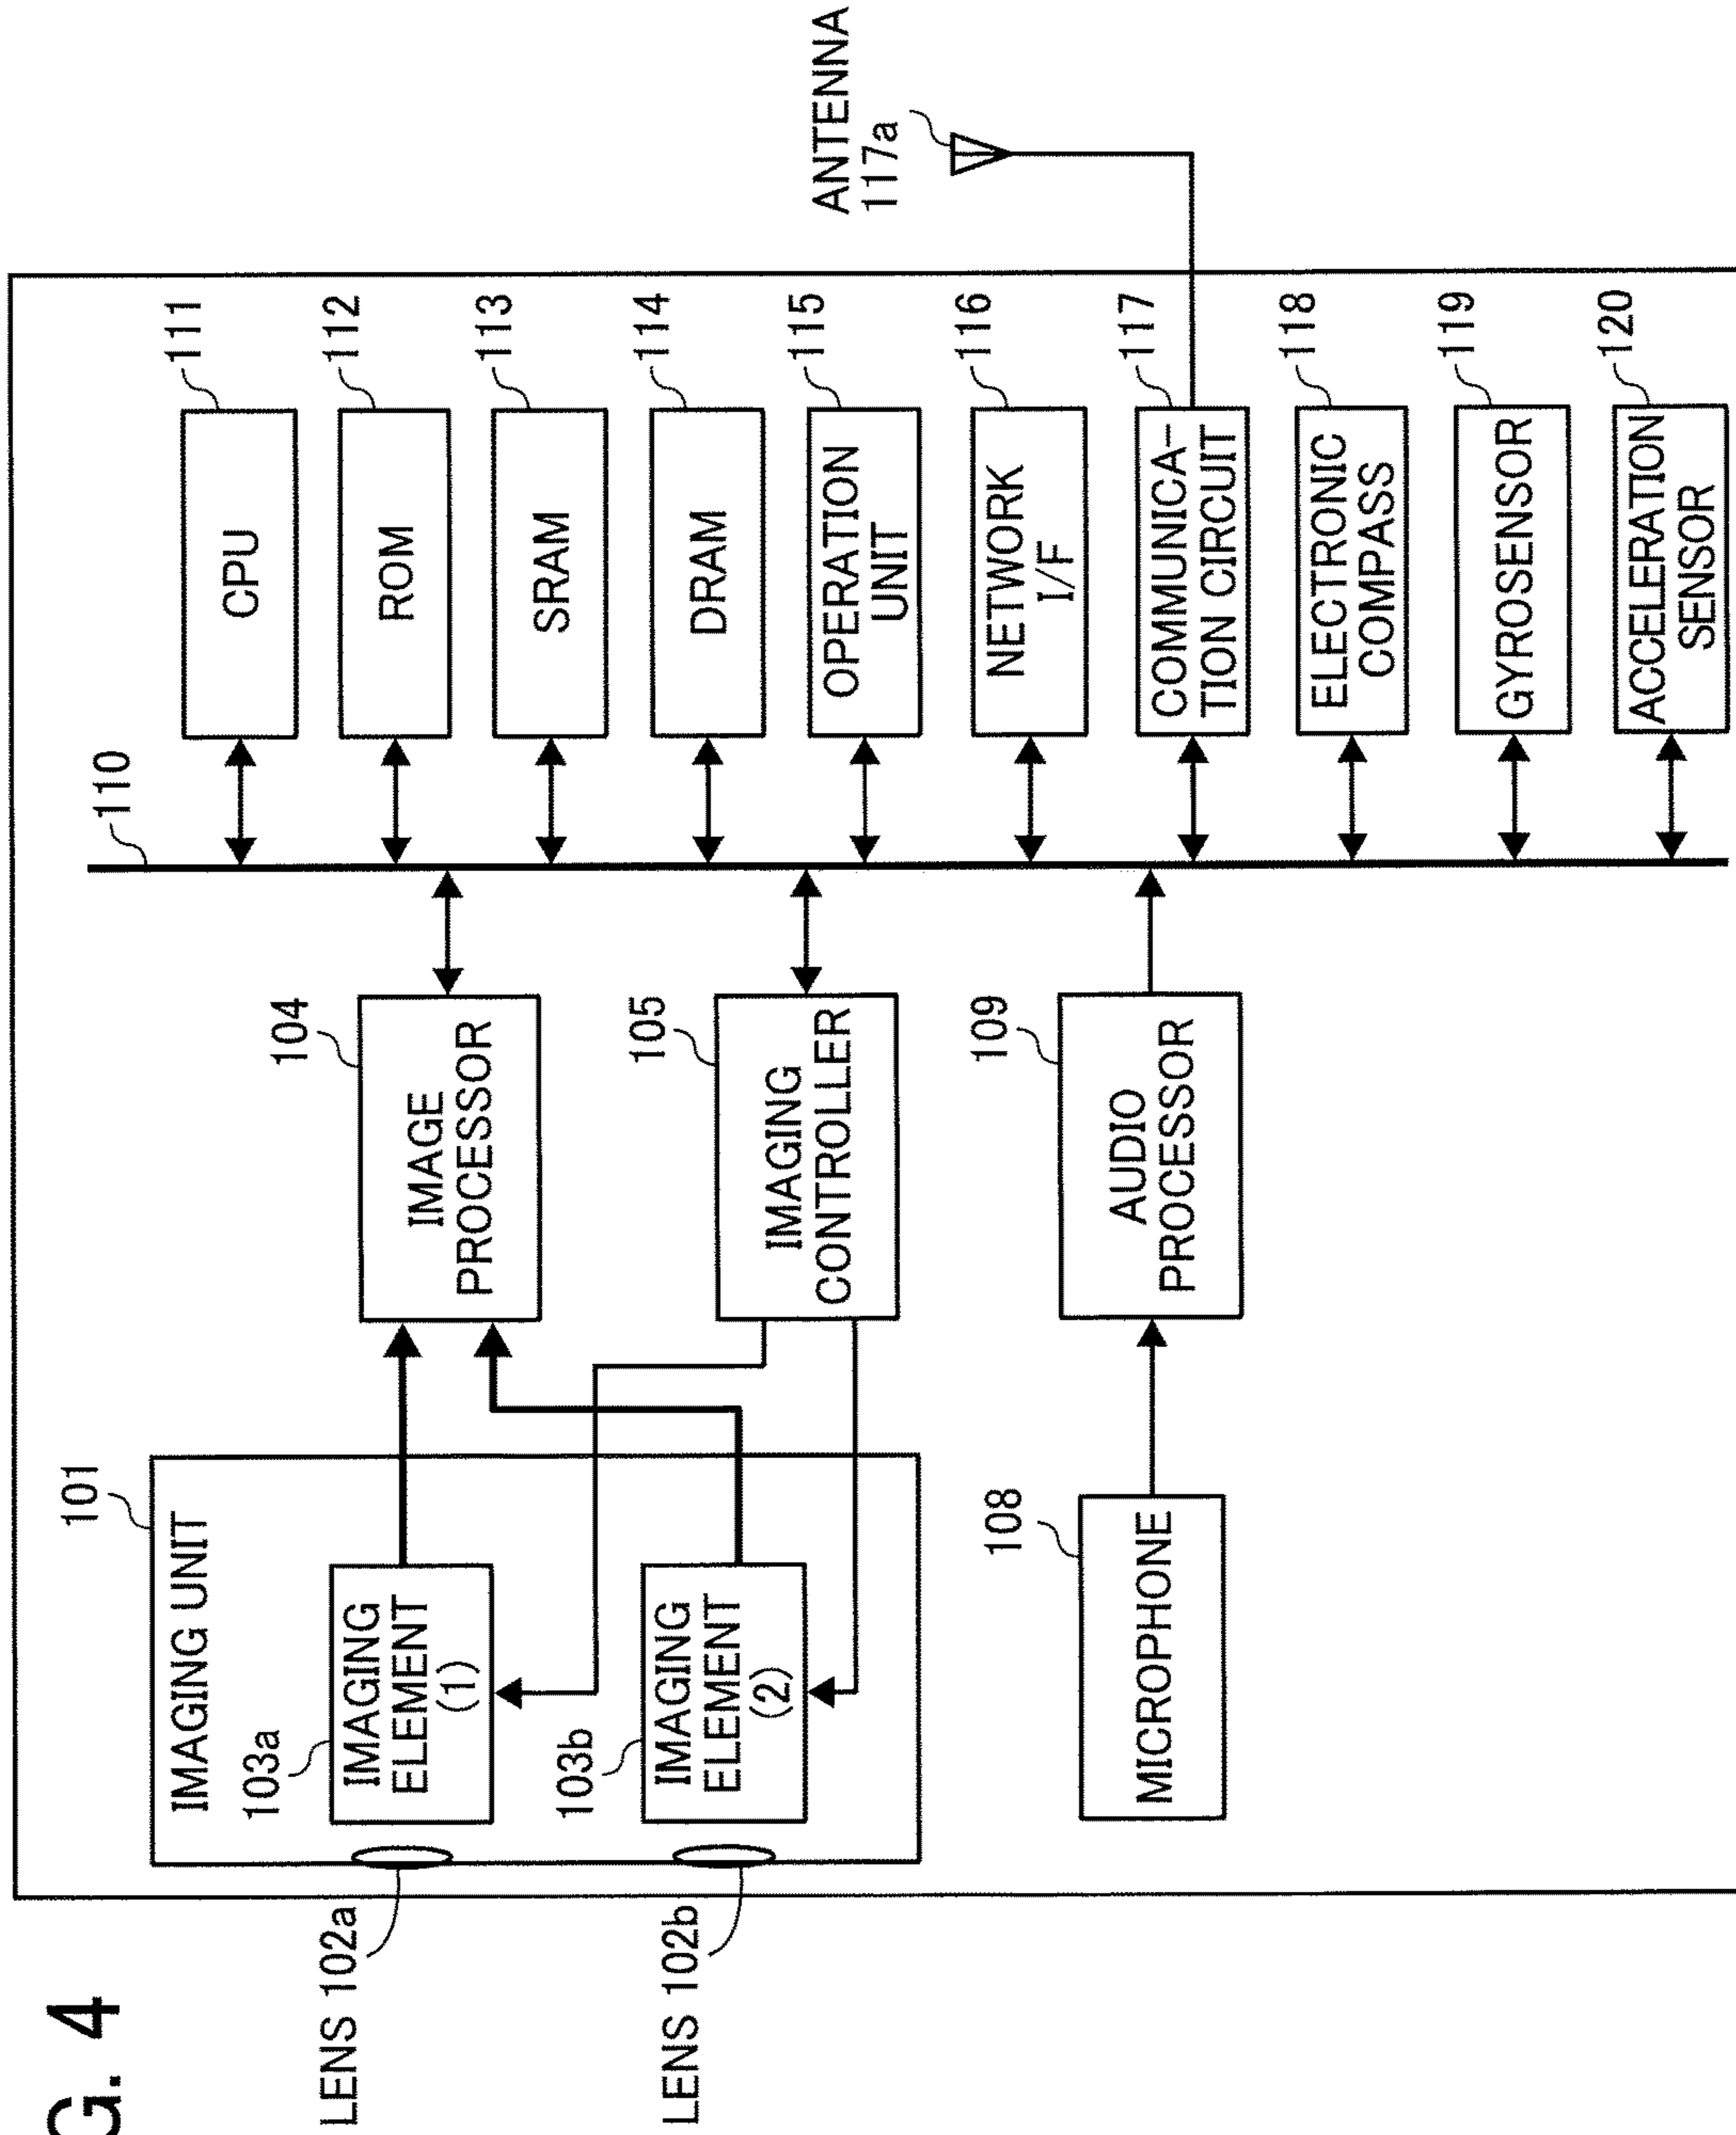 G. 4
101
IMAGING UNIT
103a
IMAGING
ELEMENT
(1)
LENS 102a
103b
IMAGING
ELEMENT
(2)
LENS 102b
104
IMAGE
PROCESSOR
105
IMAGING
CONTROLLER
108
MICROPHONE
109
AUDIO
PROCESSOR
110
111
CPU
112
ROM
113
SRAM
114
DRAM
115
OPERATION
UNIT
116
NETWORK
I/F
117
COMMUNICA-
TION CIRCUIT
118
ELECTRONIC
COMPASS
119
GYROSENSOR
120
ACCELERATION
SENSOR
ANTENNA
117a